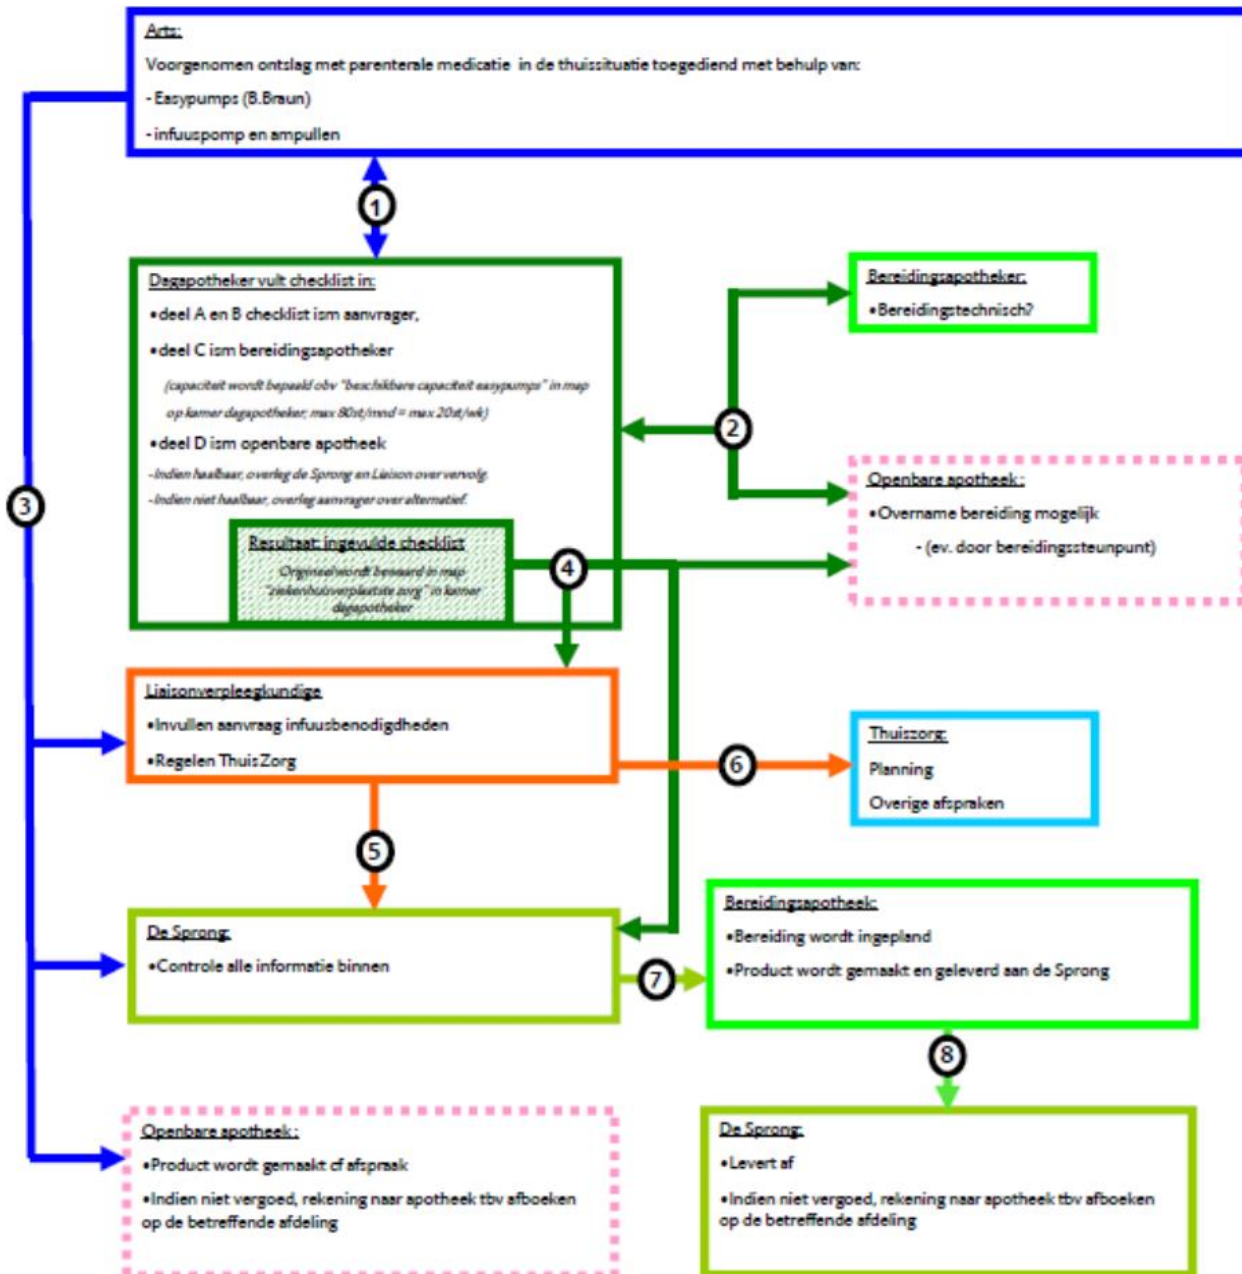 Arts:
Voorgenomen ontslag met parenterale medicatie in de thuissituatie toegediend met behulp van:
- Easypumps (B.Braun)
- infuuspomp en ampullen
1
Dagapotheker vult checklist in:
•deel A en B checklist ism aanvrager,
•deel C ism bereidingsapotheker
(capaciteit wordt bepaald obv "beschikbare capaciteit easypumps" in map
op kamer dagapotheker; max 80st/mnd = max 20st/wk)
•deel D ism openbare apotheek
-Indien haalbaar, overleg de Sprong en Liaison over vervolg.
-Indien niet haalbaar, overleg aanvrager over alternatief.
Resultaat: ingevulde checklist
Origineel wordt bewaard in map
"ziekenhuisverplaatste zorg" in kamer
dagapotheker
Bereidingsapotheker:
•Bereidingstechnisch?
2
Openbare apotheek :
•Overname bereiding mogelijk
- (ev. door bereidingssteunpunt)
3
4
Liaisonverpleegkundige
•Invullen aanvraag infuusbenodigdheden
•Regelen ThuisZorg
6
Thuiszorg:
Planning
Overige afspraken
5
De Sprong:
•Controle alle informatie binnen
7
Bereidingsapotheek:
•Bereiding wordt ingepland
•Product wordt gemaakt en geleverd aan de Sprong
8
Openbare apotheek :
•Product wordt gemaakt cf afspraak
•Indien niet vergoed, rekening naar apotheek tbv afboeken
op de betreffende afdeling
De Sprong:
•Levert af
•Indien niet vergoed, rekening naar apotheek tbv afboeken
op de betreffende afdeling